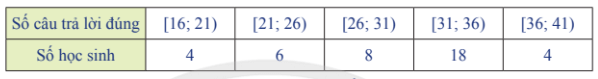 Số câu trả lời đúng [16; 21) [21; 26) [26; 31) [31; 36) [36; 41)
Số học sinh 4 6 8 18 4